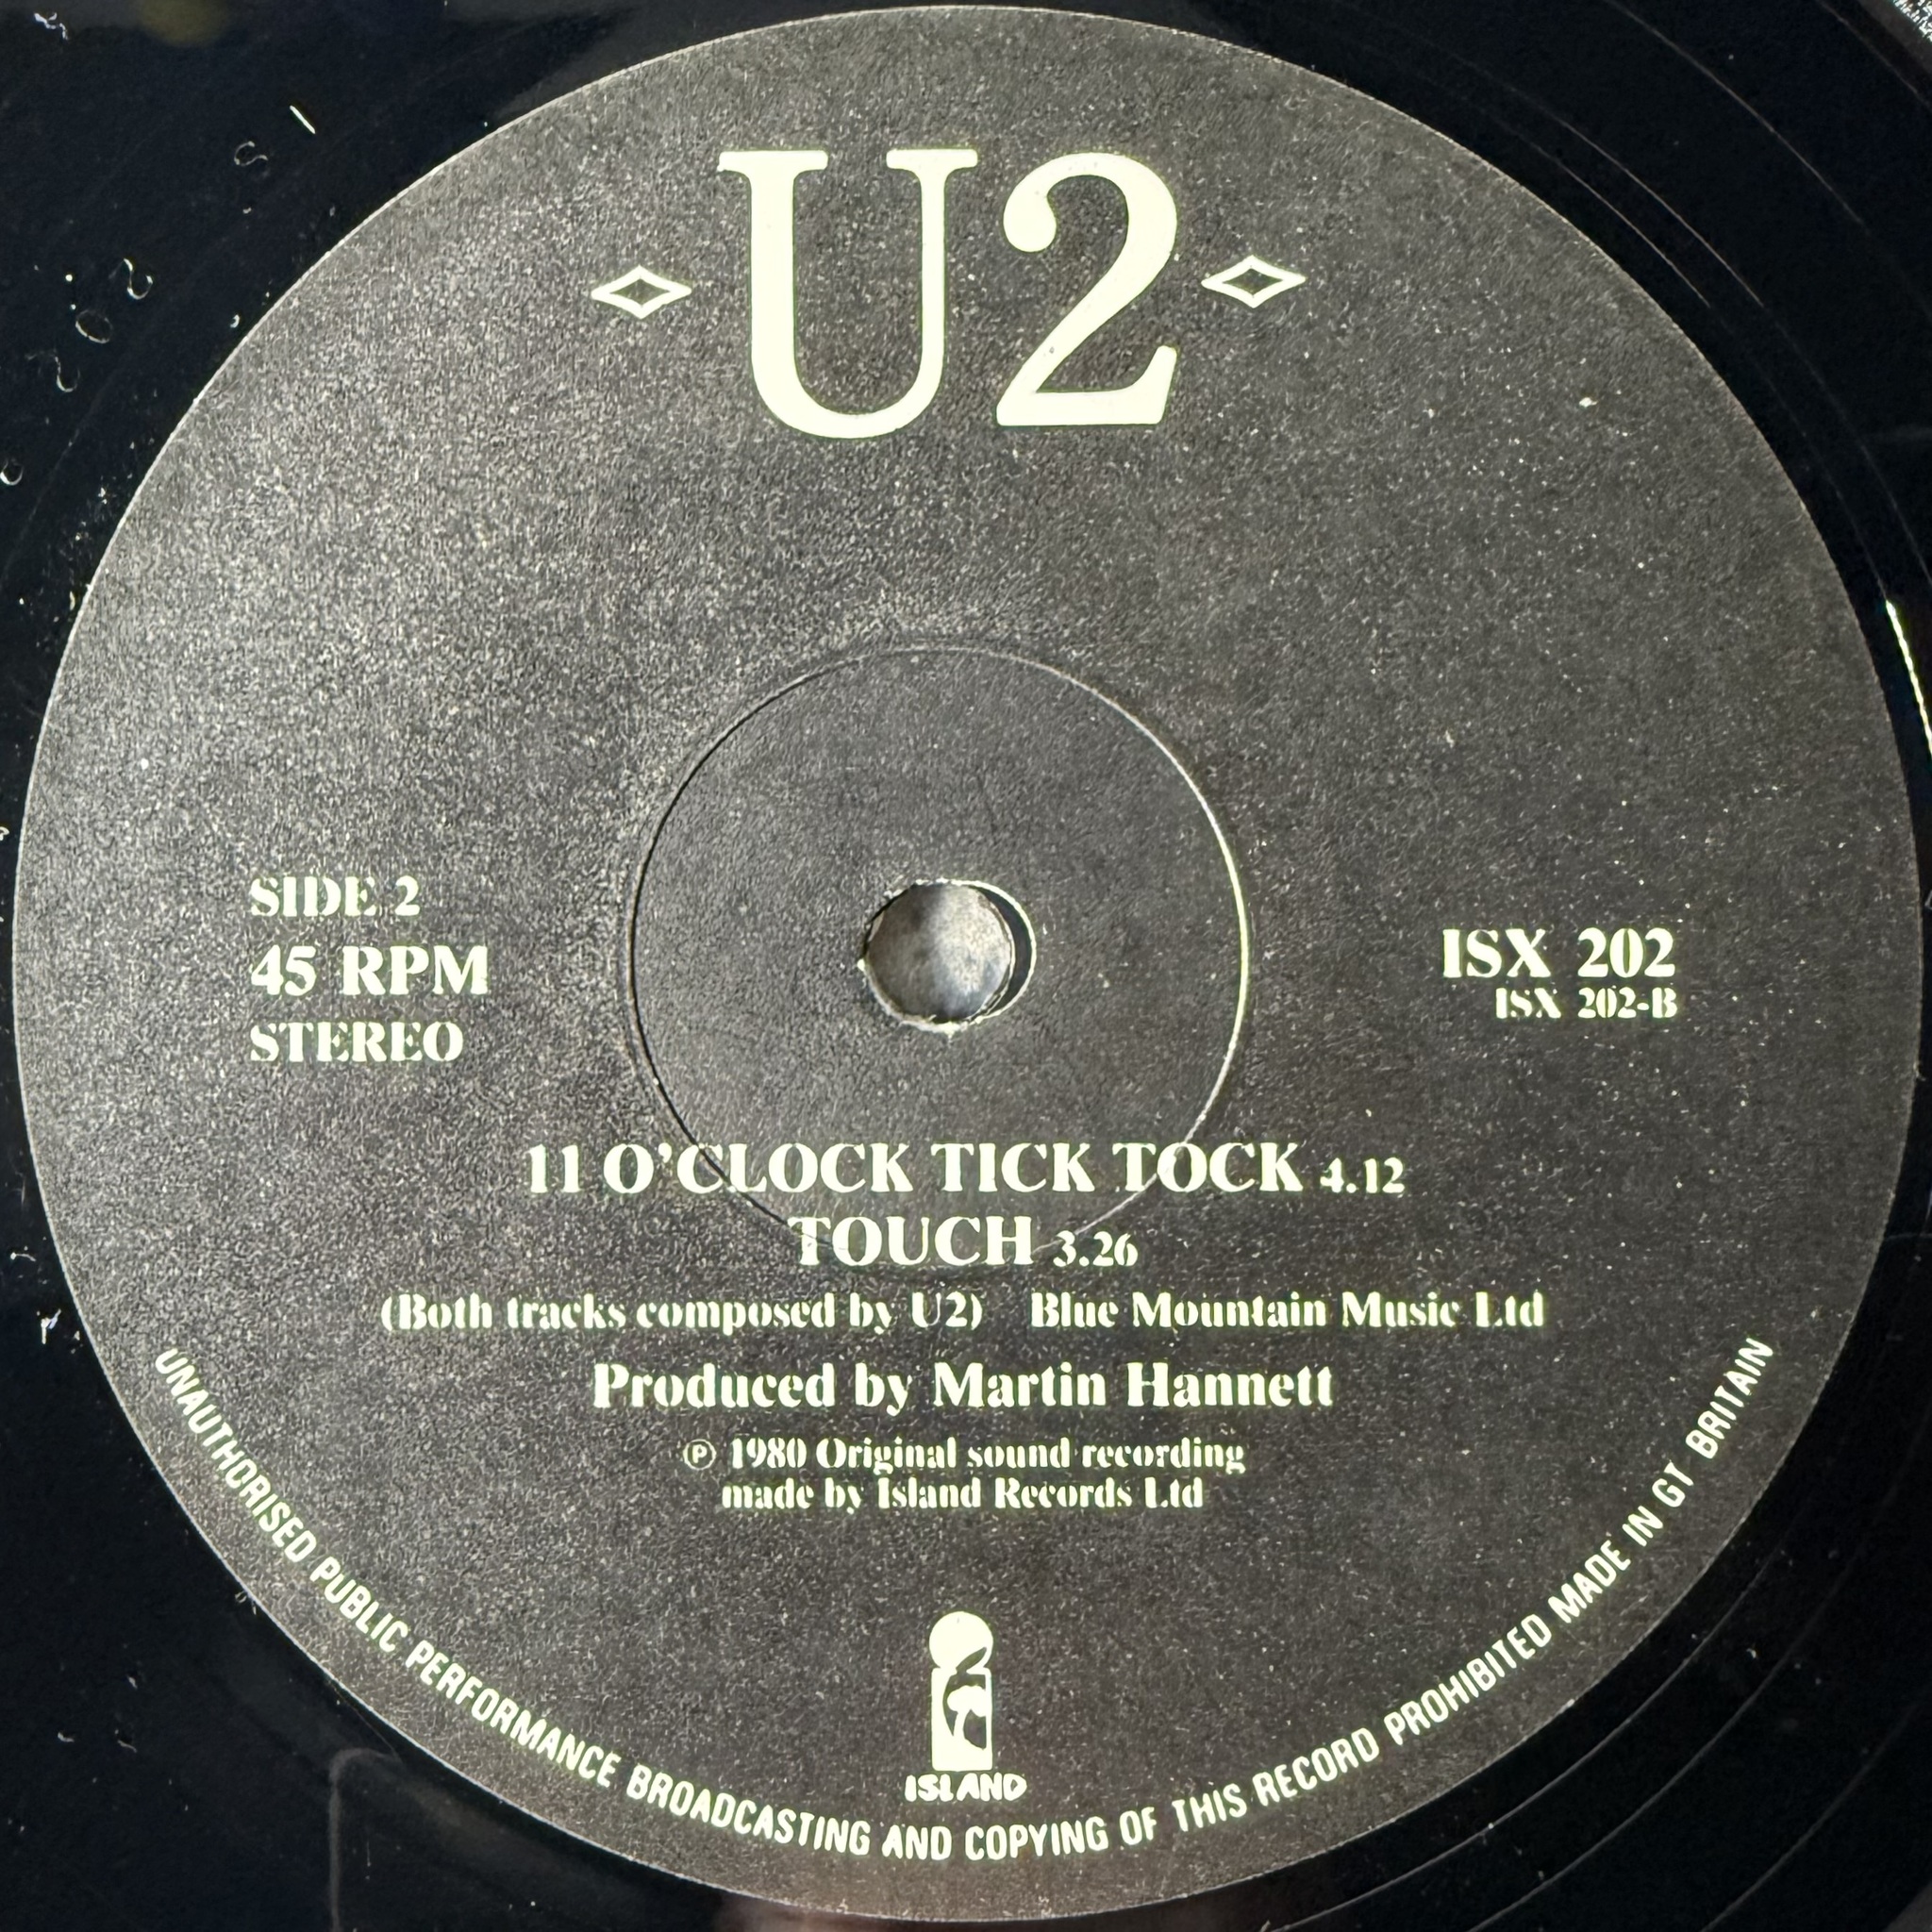 U2
SIDE 2
45 RPM
STEREO
ISX 202
ISX 202-B
11 O'CLOCK TICK TOCK 4.12
TOUCH 3.26
(Both tracks composed by U2) Blue Mountain Music Ltd
Produced by Martin Hannett
℗ 1980 Original sound recording
made by Island Records Ltd
ISLAND
UNAUTHORISED PUBLIC PERFORMANCE BROADCASTING AND COPYING OF THIS RECORD PROHIBITED MADE IN GT BRITAIN